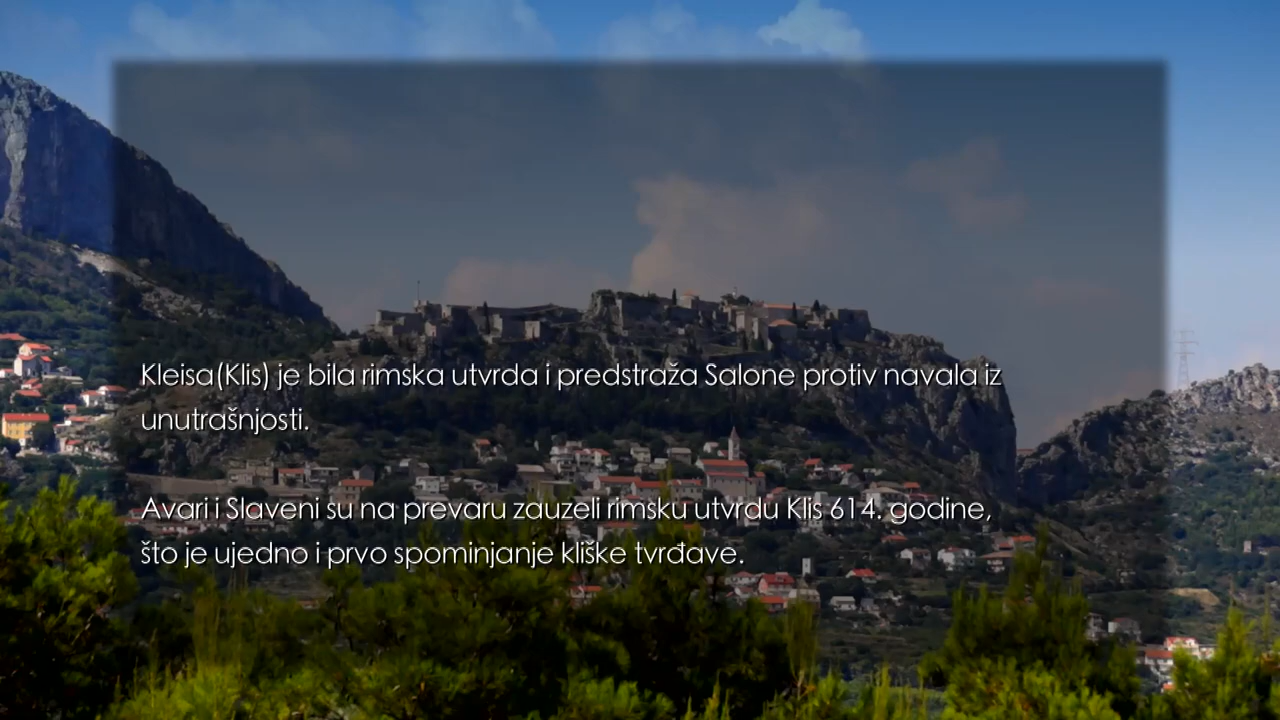 Kleisa(Klis) je bila rimska utvrda i predstraža Salone protiv navala iz
unutrašnjosti.
Avari i Slaveni su na prevaru zauzeli rimsku utvrdu Klis 614. godine,
što je ujedno i prvo spominjanje kliške tvrđave.